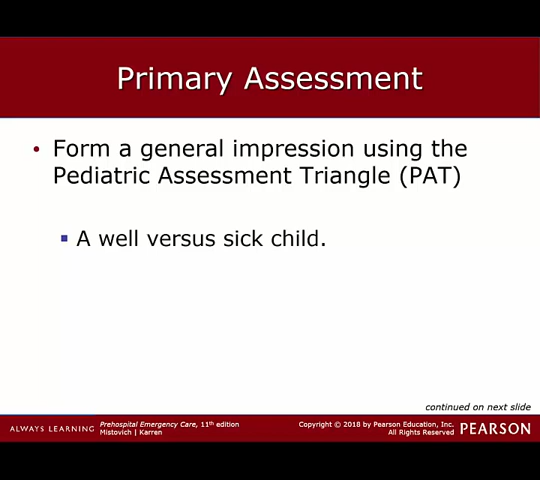 Primary Assessment
• Form a general impression using the
Pediatric Assessment Triangle (PAT)
▪ A well versus sick child.
continued on next slide
ALWAYS LEARNING
Prehospital Emergency Care, 11th edition
Mistovich | Karren
Copyright © 2018 by Pearson Education, Inc.
All Rights Reserved
PEARSON